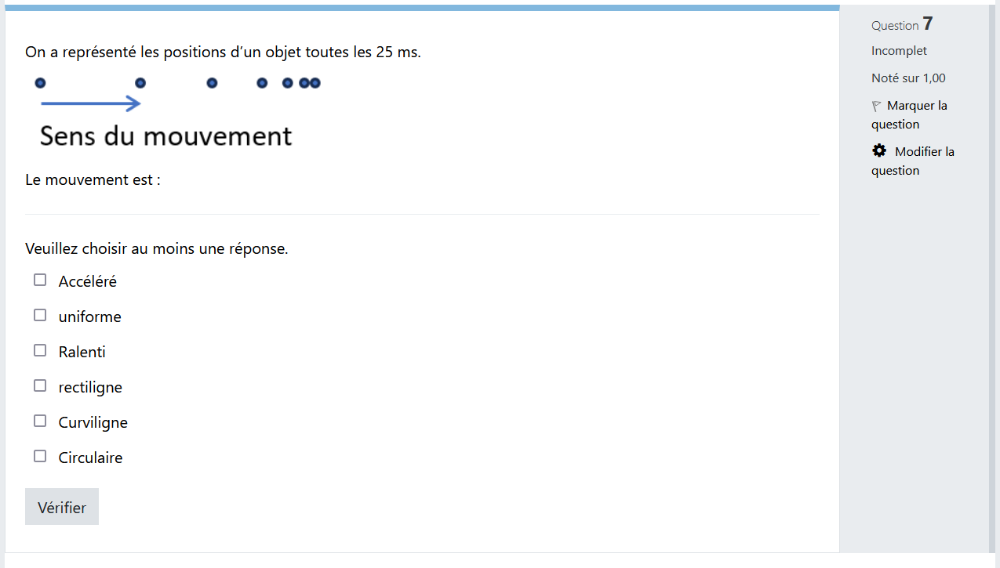 On a représenté les positions d’un objet toutes les 25 ms.
Sens du mouvement
Le mouvement est :
Veuillez choisir au moins une réponse.
Accéléré
uniforme
Ralenti
rectiligne
Curviligne
Circulaire
Vérifier
Question 7
Incomplet
Noté sur 1,00
Marquer la
question
Modifier la
question